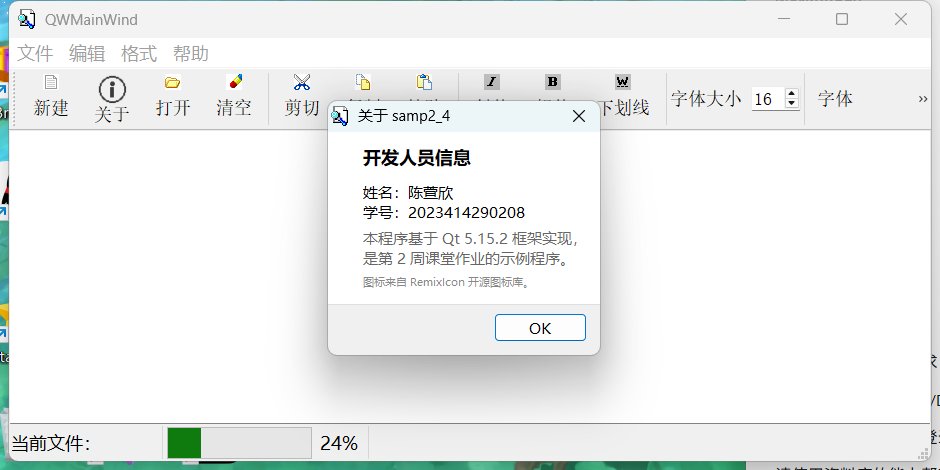 QWMainWind
文件 编辑 格式 帮助
新建 关于 打开 清空 剪切 下划线 字体大小 16 字体 »
关于 samp2_4
开发人员信息
姓名：陈萱欣
学号：2023414290208
本程序基于 Qt 5.15.2 框架实现，
是第 2 周课堂作业的示例程序。
图标来自 RemixIcon 开源图标库。
OK
当前文件： 24%